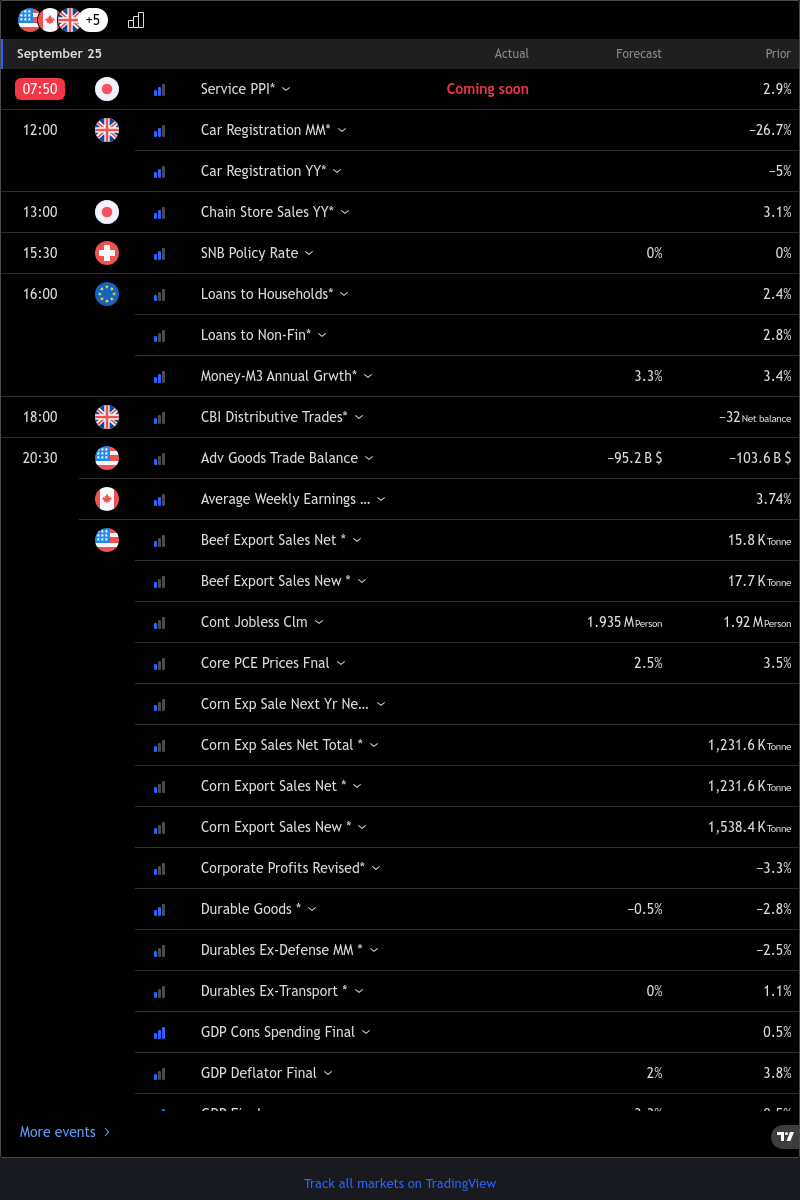 +5
September 25 Actual Forecast Prior
07:50 Service PPI* Coming soon 2.9%
12:00 Car Registration MM* −26.7%
Car Registration YY* −5%
13:00 Chain Store Sales YY* 3.1%
15:30 SNB Policy Rate 0% 0%
16:00 Loans to Households* 2.4%
Loans to Non-Fin* 2.8%
Money-M3 Annual Grwth* 3.3% 3.4%
18:00 CBI Distributive Trades* −32 Net balance
20:30 Adv Goods Trade Balance −95.2 B $ −103.6 B $
Average Weekly Earnings … 3.74%
Beef Export Sales Net * 15.8 K Tonne
Beef Export Sales New * 17.7 K Tonne
Cont Jobless Clm 1.935 M Person 1.92 M Person
Core PCE Prices Fnal 2.5% 3.5%
Corn Exp Sale Next Yr Ne…
Corn Exp Sales Net Total * 1,231.6 K Tonne
Corn Export Sales Net * 1,231.6 K Tonne
Corn Export Sales New * 1,538.4 K Tonne
Corporate Profits Revised* −3.3%
Durable Goods * −0.5% −2.8%
Durables Ex-Defense MM * −2.5%
Durables Ex-Transport * 0% 1.1%
GDP Cons Spending Final 0.5%
GDP Deflator Final 2% 3.8%
More events
Track all markets on TradingView